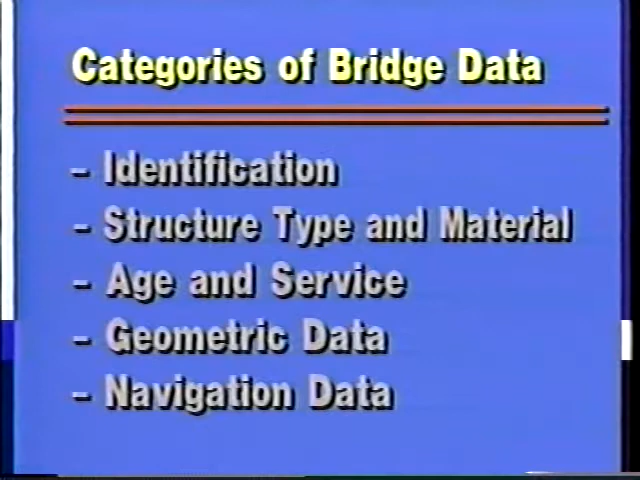 Categories of Bridge Data
– Identification
– Structure Type and Material
– Age and Service
– Geometric Data
– Navigation Data